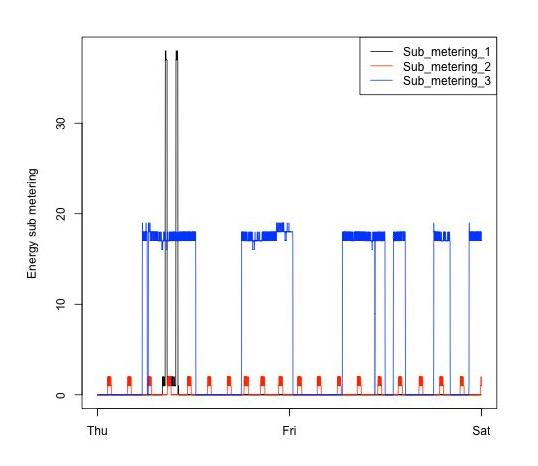 Sub_metering_1
Sub_metering_2
Sub_metering_3
Energy sub metering
30
20
10
0
Thu Fri Sat